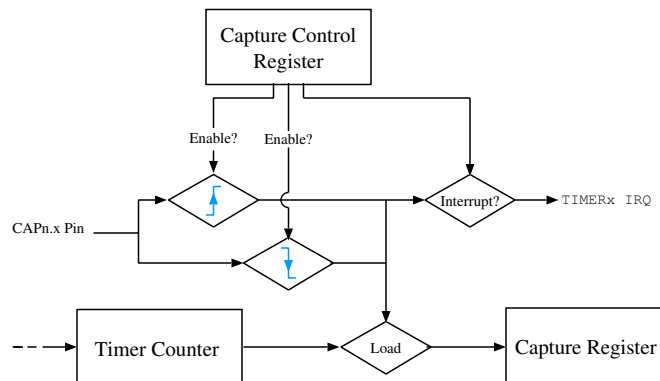 Capture Control
Register
Enable?
Enable?
Interrupt?
TIMERx IRQ
CAPn.x Pin
Timer Counter
Load
Capture Register